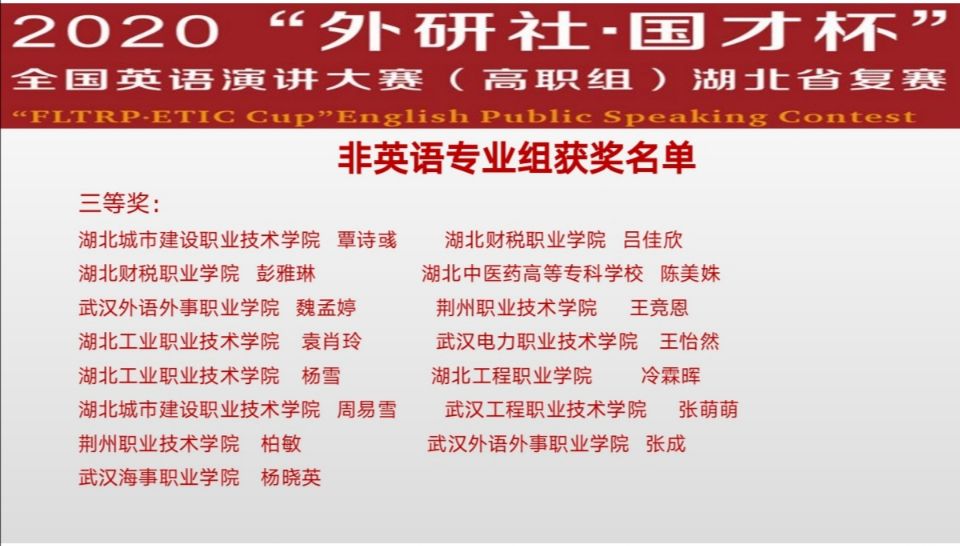 2020 “外研社·国才杯”
全国英语演讲大赛（高职组）湖北省复赛
“FLTRP·ETIC Cup”English Public Speaking Contest
非英语专业组获奖名单
三等奖：
湖北城市建设职业技术学院 覃诗彧 湖北财税职业学院 吕佳欣
湖北财税职业学院 彭雅琳 湖北中医药高等专科学校 陈美姝
武汉外语外事职业学院 魏孟婷 荆州职业技术学院 王竞恩
湖北工业职业技术学院 袁肖玲 武汉电力职业技术学院 王怡然
湖北工业职业技术学院 杨雪 湖北工程职业学院 冷霖晖
湖北城市建设职业技术学院 周易雪 武汉工程职业技术学院 张萌萌
荆州职业技术学院 柏敏 武汉外语外事职业学院 张成
武汉海事职业学院 杨晓英